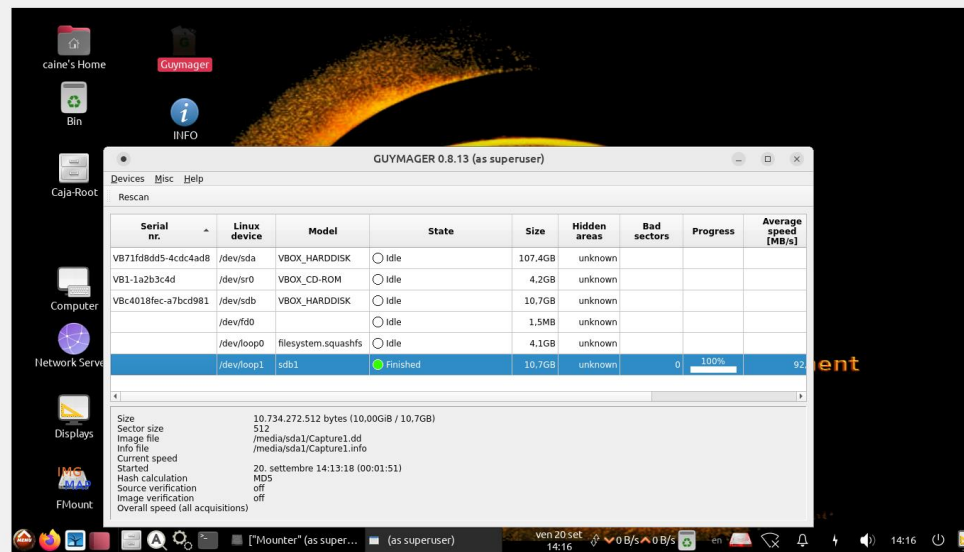 caine's Home
Guymager
Bin
INFO
Caja-Root
Computer
Network Serve
Displays
FMount
GUYMAGER 0.8.13 (as superuser)
Devices Misc Help
Rescan
Serial nr. Linux device Model State Size Hidden areas Bad sectors Progress Average speed [MB/s]
VB71fd8dd5-4cdc4ad8 /dev/sda VBOX_HARDDISK Idle 107,4GB unknown
VB1-1a2b3c4d /dev/sr0 VBOX_CD-ROM Idle 4,2GB unknown
VBc4018fec-a7bcd981 /dev/sdb VBOX_HARDDISK Idle 10,7GB unknown
/dev/fd0 Idle 1,5MB unknown
/dev/loop0 filesystem.squashfs Idle 4,1GB unknown
/dev/loop1 sdb1 Finished 10,7GB unknown 0 100% 92,
ent
Size 10.734.272.512 bytes (10,00GiB / 10,7GB)
Sector size 512
Image file /media/sda1/Capture1.dd
Info file /media/sda1/Capture1.info
Current speed
Started 20. settembre 14:13:18 (00:01:51)
Hash calculation MD5
Source verification off
Image verification off
Overall speed (all acquisitions)
["Mounter" (as super... (as superuser) ven 20 set 14:16 0 B/s 0 B/s en 14:16